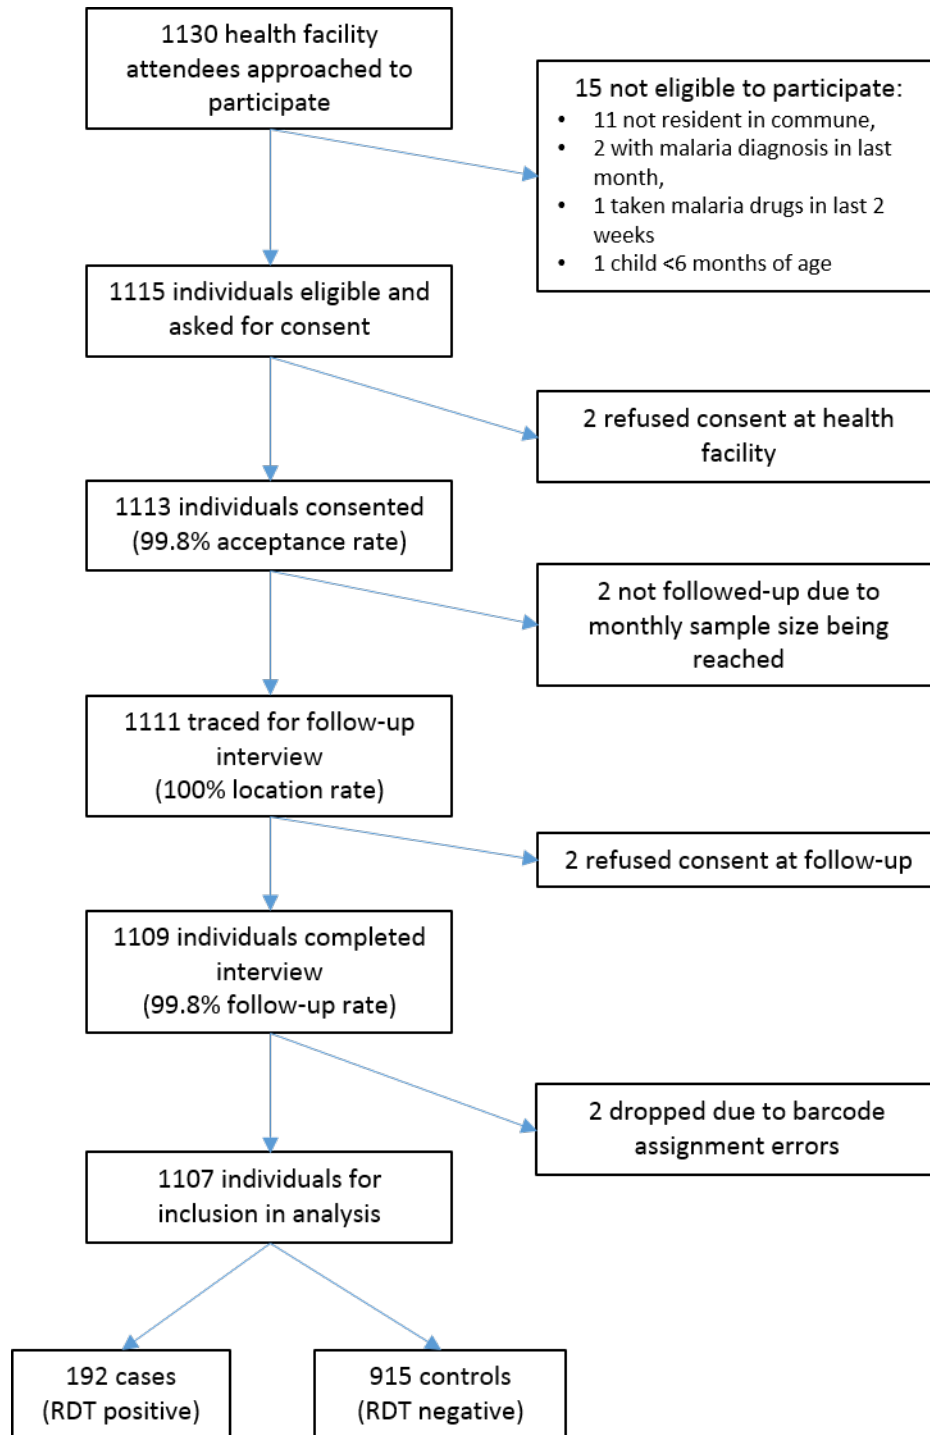 1130 health facility
attendees approached to
participate
15 not eligible to participate:
• 11 not resident in commune,
• 2 with malaria diagnosis in last
month,
• 1 taken malaria drugs in last 2
weeks
• 1 child <6 months of age
1115 individuals eligible and
asked for consent
2 refused consent at health
facility
1113 individuals consented
(99.8% acceptance rate)
2 not followed-up due to
monthly sample size being
reached
1111 traced for follow-up
interview
(100% location rate)
2 refused consent at follow-up
1109 individuals completed
interview
(99.8% follow-up rate)
2 dropped due to barcode
assignment errors
1107 individuals for
inclusion in analysis
192 cases
(RDT positive)
915 controls
(RDT negative)